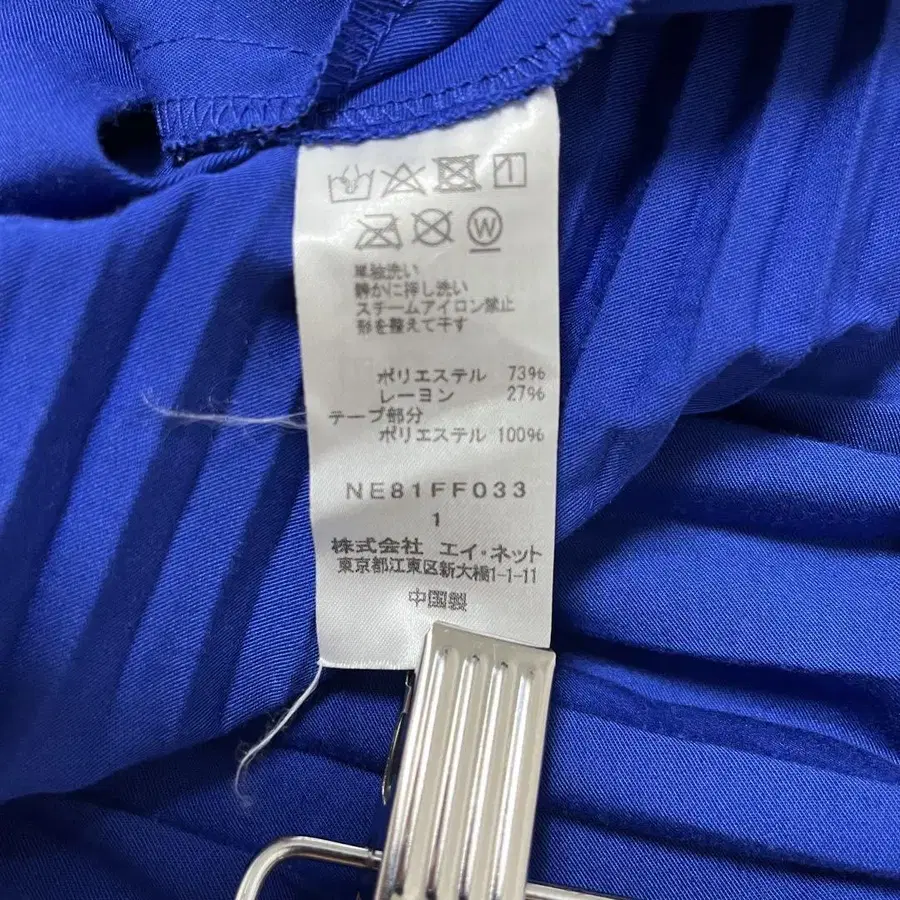 W
単独洗い
静かに押し洗い
スチームアイロン禁止
形を整えて干す
ポリエステル 73%
レーヨン 27%
テープ部分
ポリエステル 100%
NE81FF033
1
株式会社 エイ・ネット
東京都江東区新大橋1-1-11
中国製